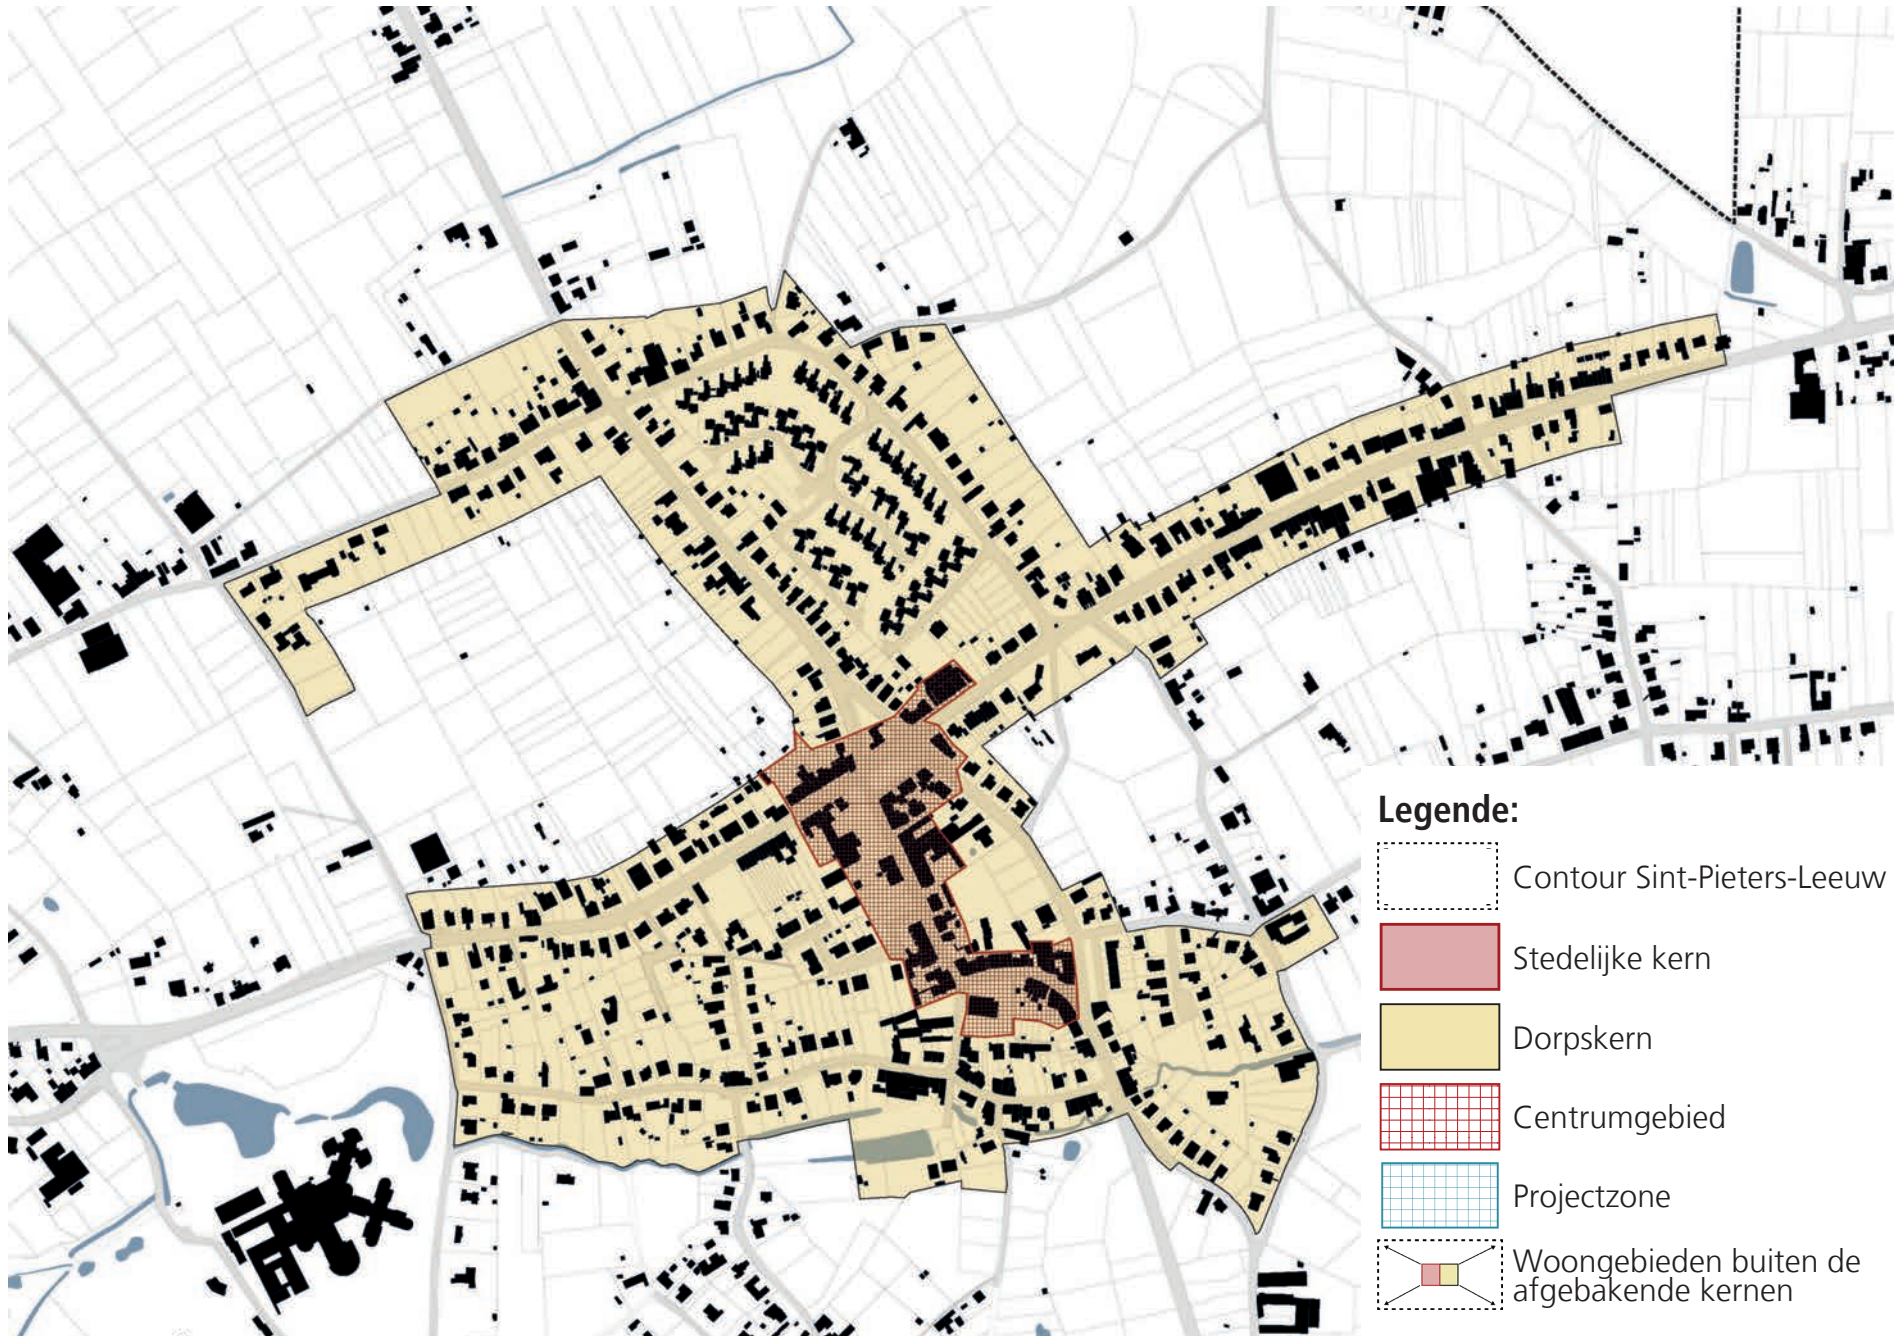 Legende:
Contour Sint-Pieters-Leeuw
Stedelijke kern
Dorpskern
Centrumgebied
Projectzone
Woongebieden buiten de
afgebakende kernen